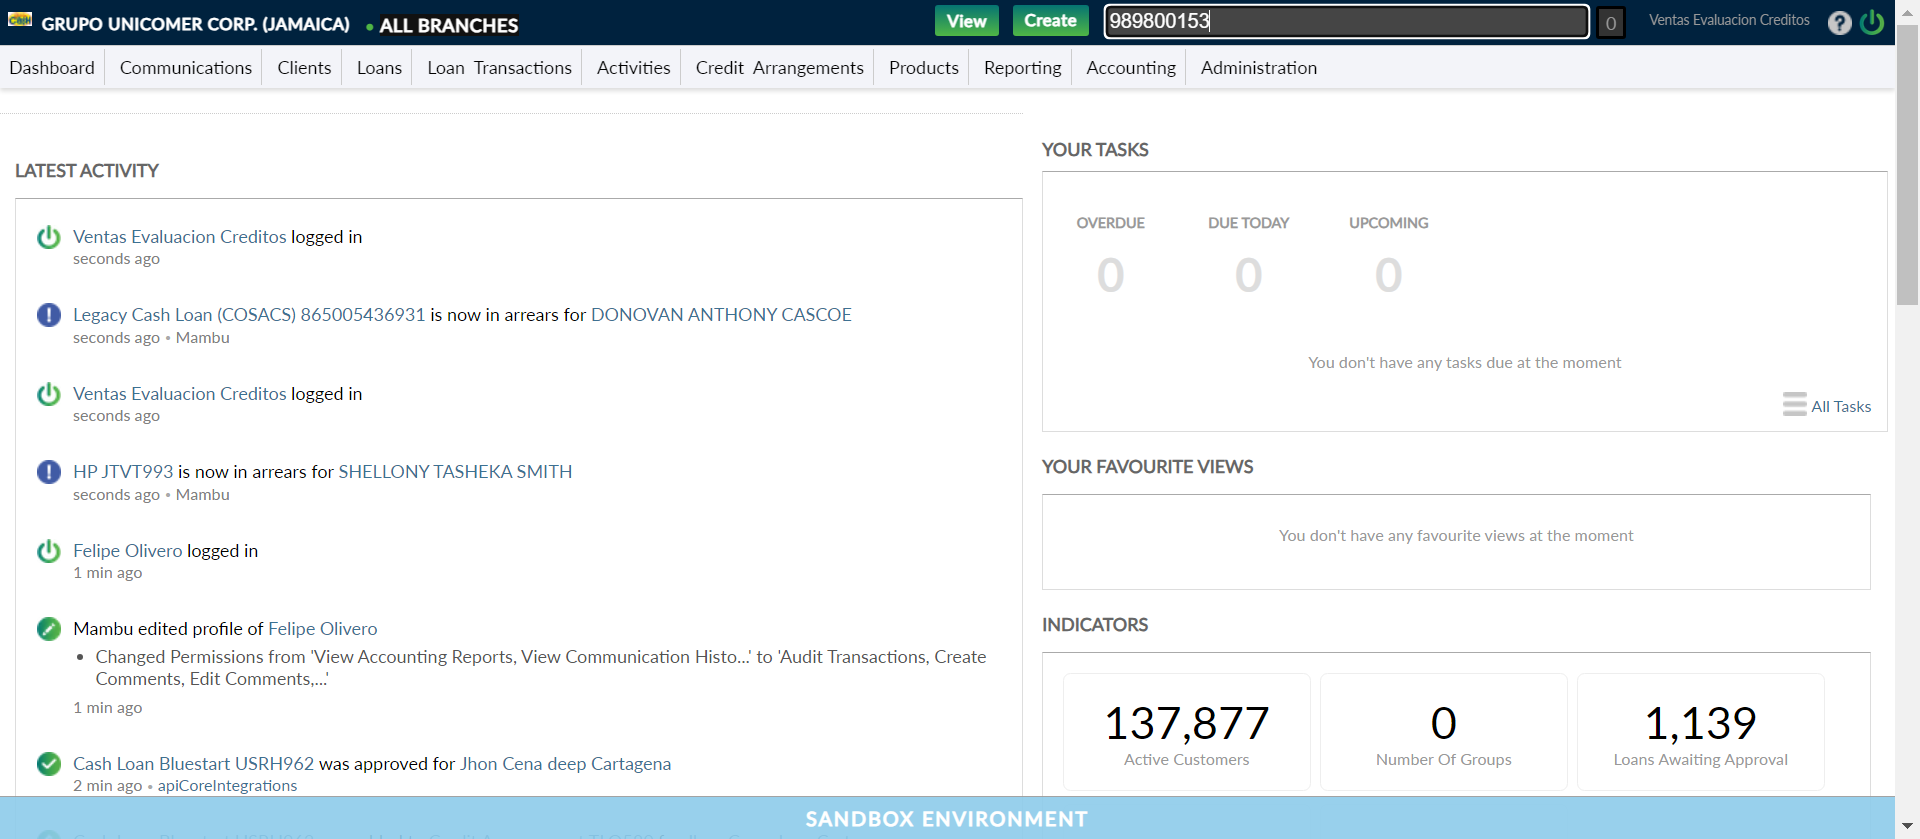 GRUPO UNICOMER CORP. (JAMAICA) • ALL BRANCHES
View
Create
989800153
0
Ventas Evaluacion Creditos
?
Dashboard
Communications
Clients
Loans
Loan Transactions
Activities
Credit Arrangements
Products
Reporting
Accounting
Administration
LATEST ACTIVITY
Ventas Evaluacion Creditos logged in
seconds ago
Legacy Cash Loan (COSACS) 865005436931 is now in arrears for DONOVAN ANTHONY CASCOE
seconds ago • Mambu
Ventas Evaluacion Creditos logged in
seconds ago
HP JTVT993 is now in arrears for SHELLONY TASHEKA SMITH
seconds ago • Mambu
Felipe Olivero logged in
1 min ago
Mambu edited profile of Felipe Olivero
• Changed Permissions from 'View Accounting Reports, View Communication Histo...' to 'Audit Transactions, Create
Comments, Edit Comments,...'
1 min ago
Cash Loan Bluestart USRH962 was approved for Jhon Cena deep Cartagena
2 min ago • apiCoreIntegrations
YOUR TASKS
OVERDUE
DUE TODAY
UPCOMING
0
0
0
You don't have any tasks due at the moment
All Tasks
YOUR FAVOURITE VIEWS
You don't have any favourite views at the moment
INDICATORS
137,877
Active Customers
0
Number Of Groups
1,139
Loans Awaiting Approval
SANDBOX ENVIRONMENT